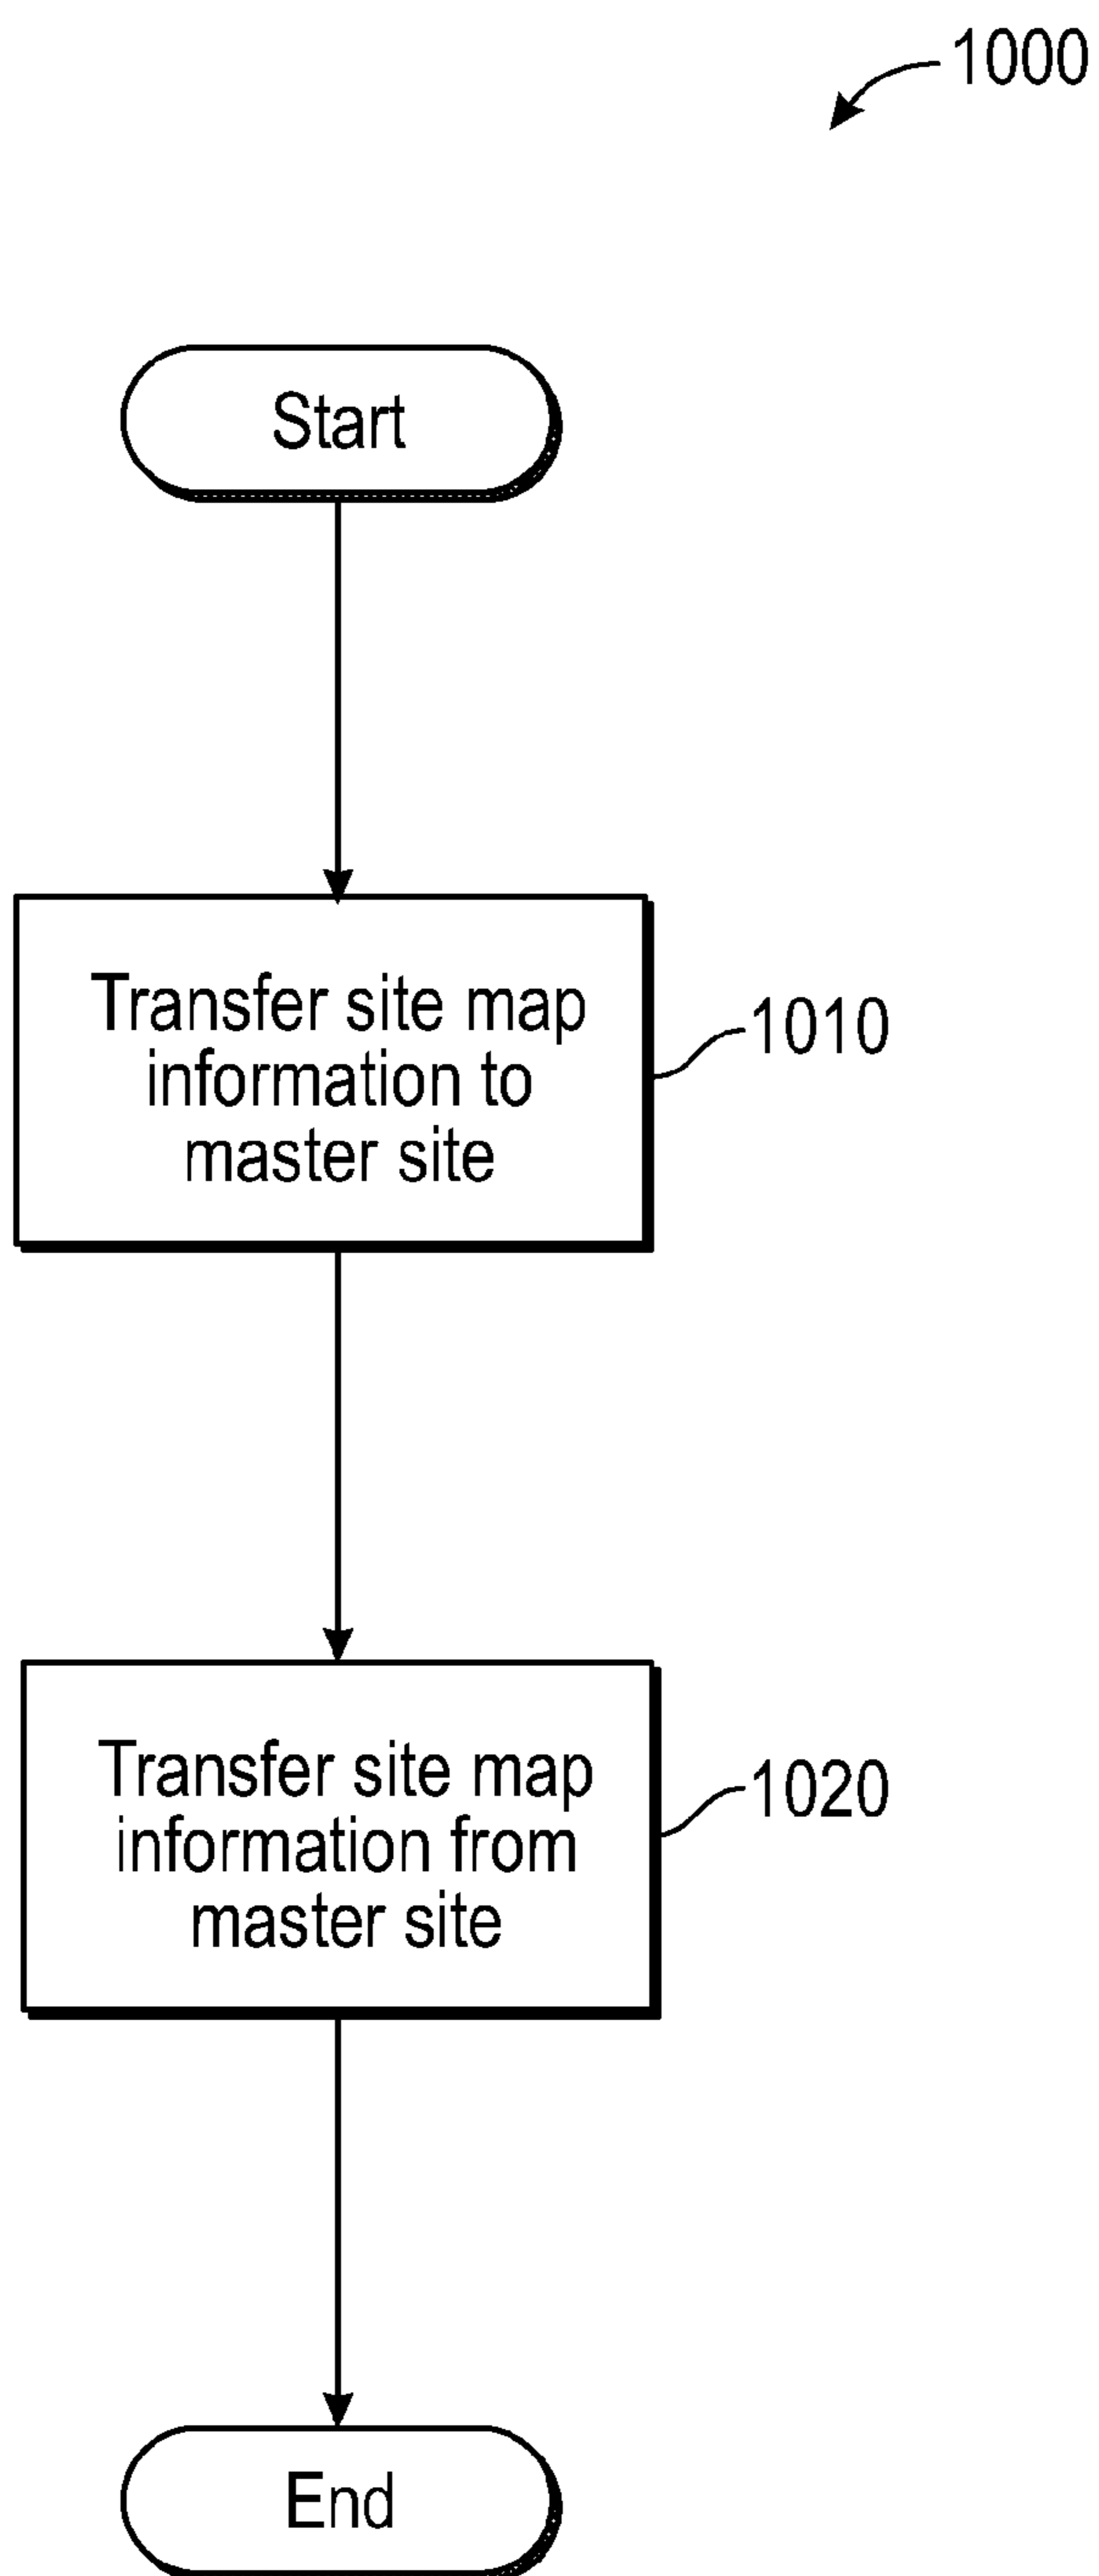 1000
Start
Transfer site map
information to
master site
1010
Transfer site map
information from
master site
1020
End